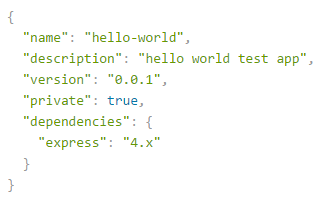 {
  "name": "hello-world",
  "description": "hello world test app",
  "version": "0.0.1",
  "private": true,
  "dependencies": {
    "express": "4.x"
  }
}